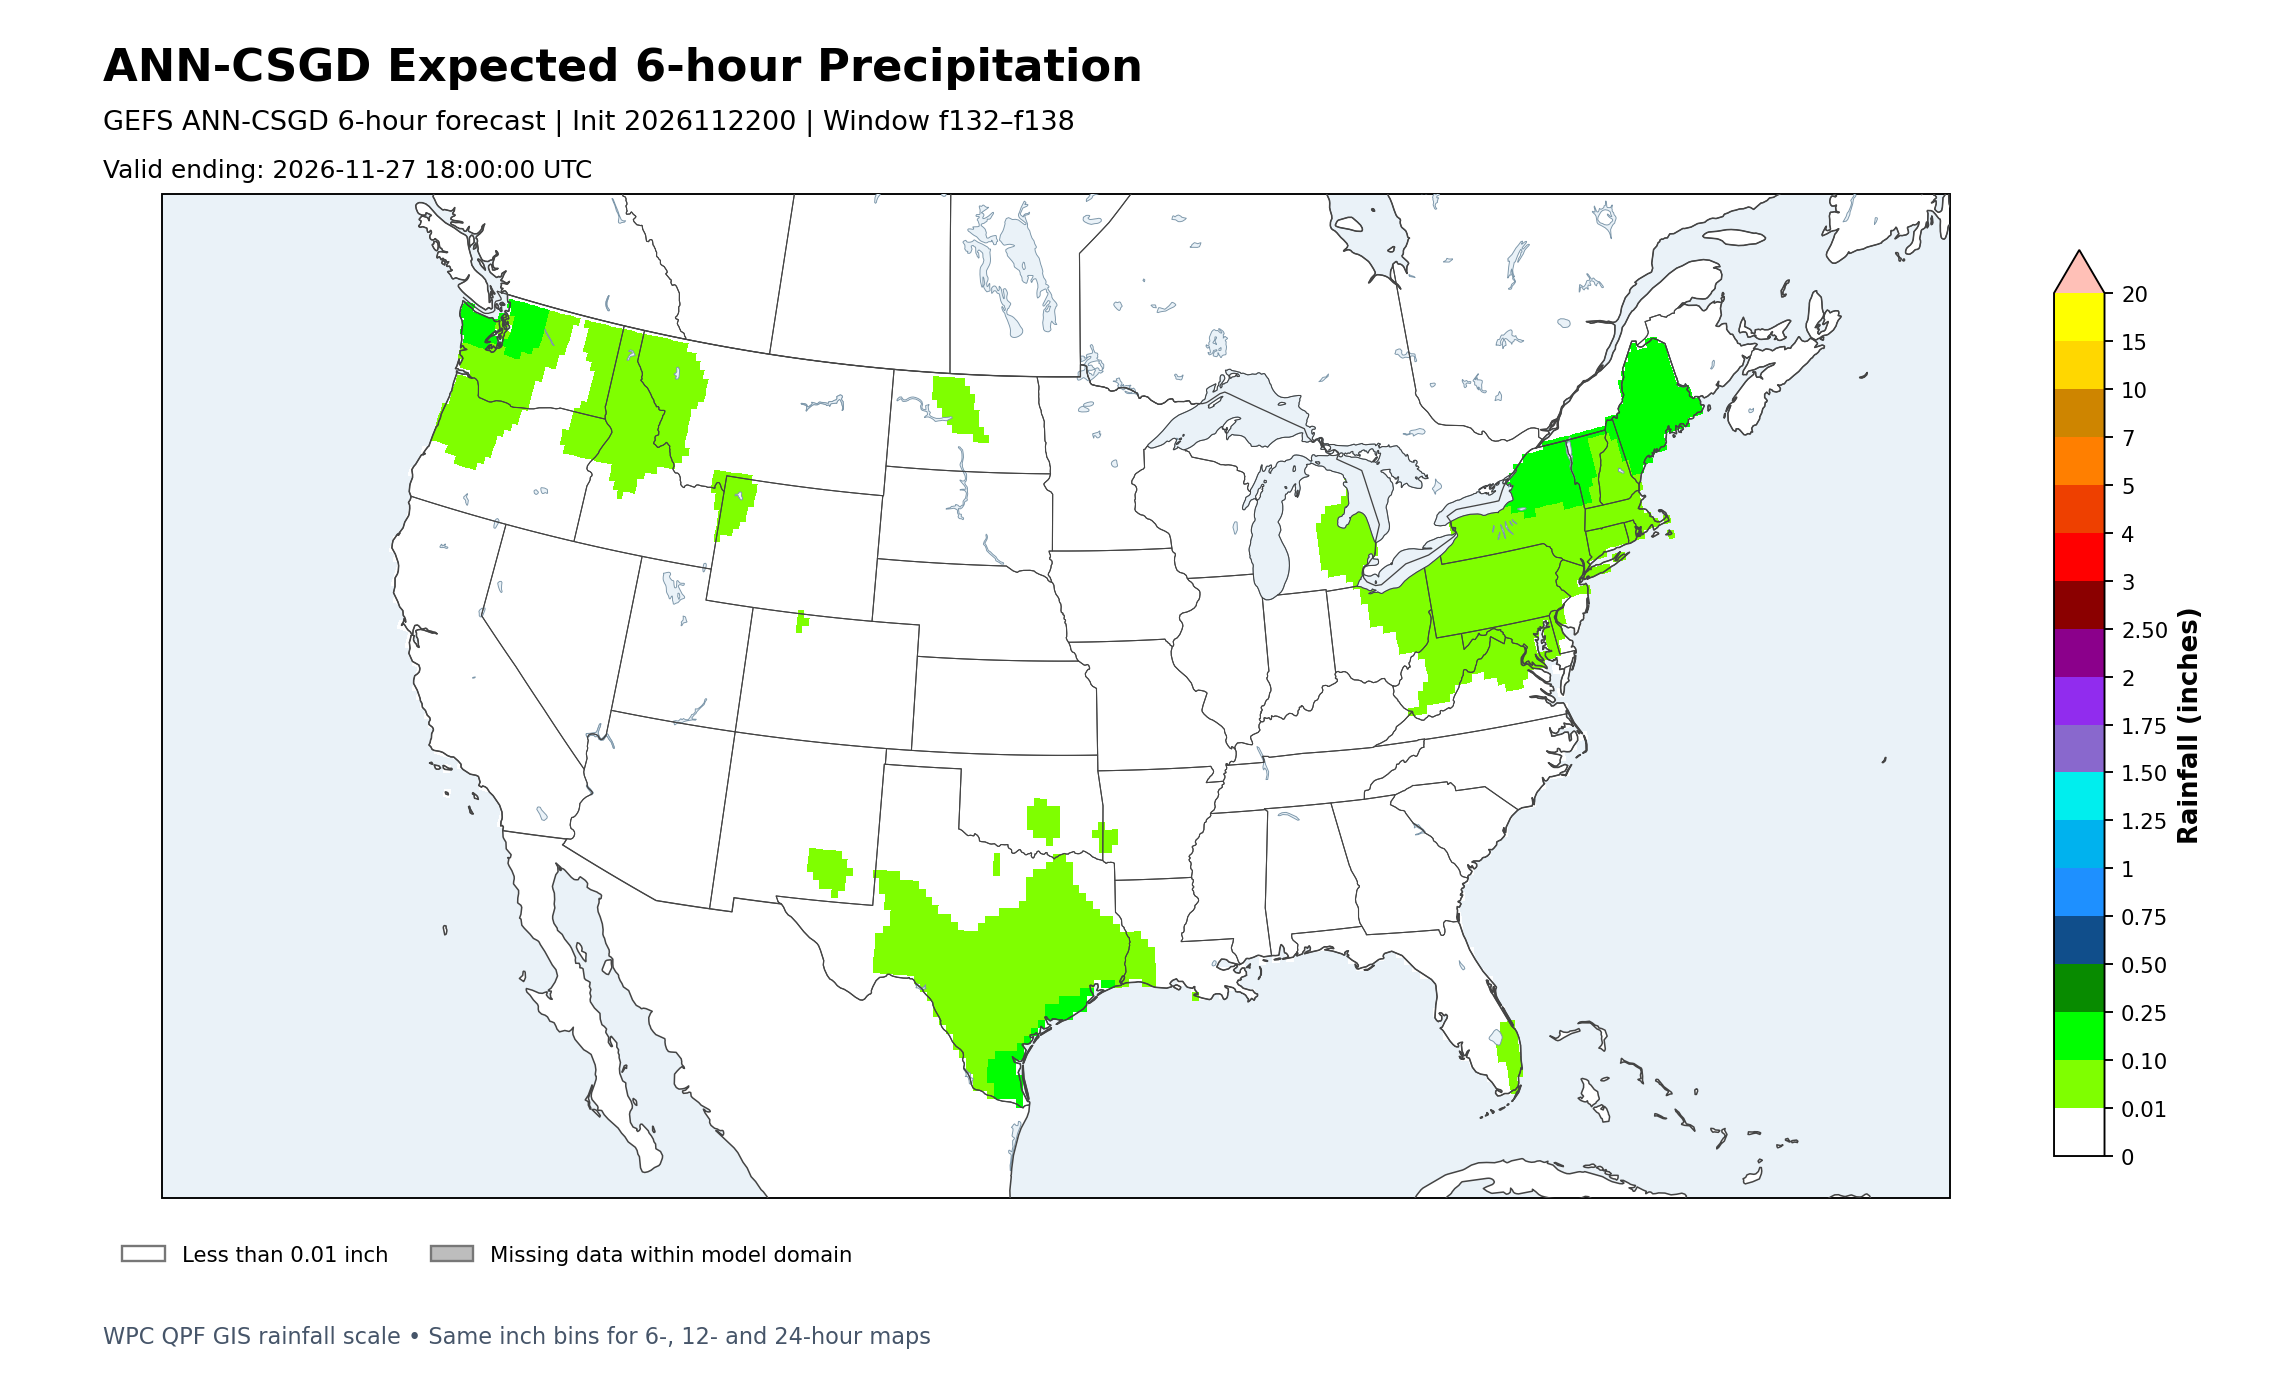 ANN-CSGD Expected 6-hour Precipitation
GEFS ANN-CSGD 6-hour forecast | Init 2026112200 | Window f132–f138
Valid ending: 2026-11-27 18:00:00 UTC
20
15
10
7
5
4
3
2.50
2
1.75
1.50
1.25
1
0.75
0.50
0.25
0.10
0.01
0
Rainfall (inches)
Less than 0.01 inch
Missing data within model domain
WPC QPF GIS rainfall scale • Same inch bins for 6-, 12- and 24-hour maps